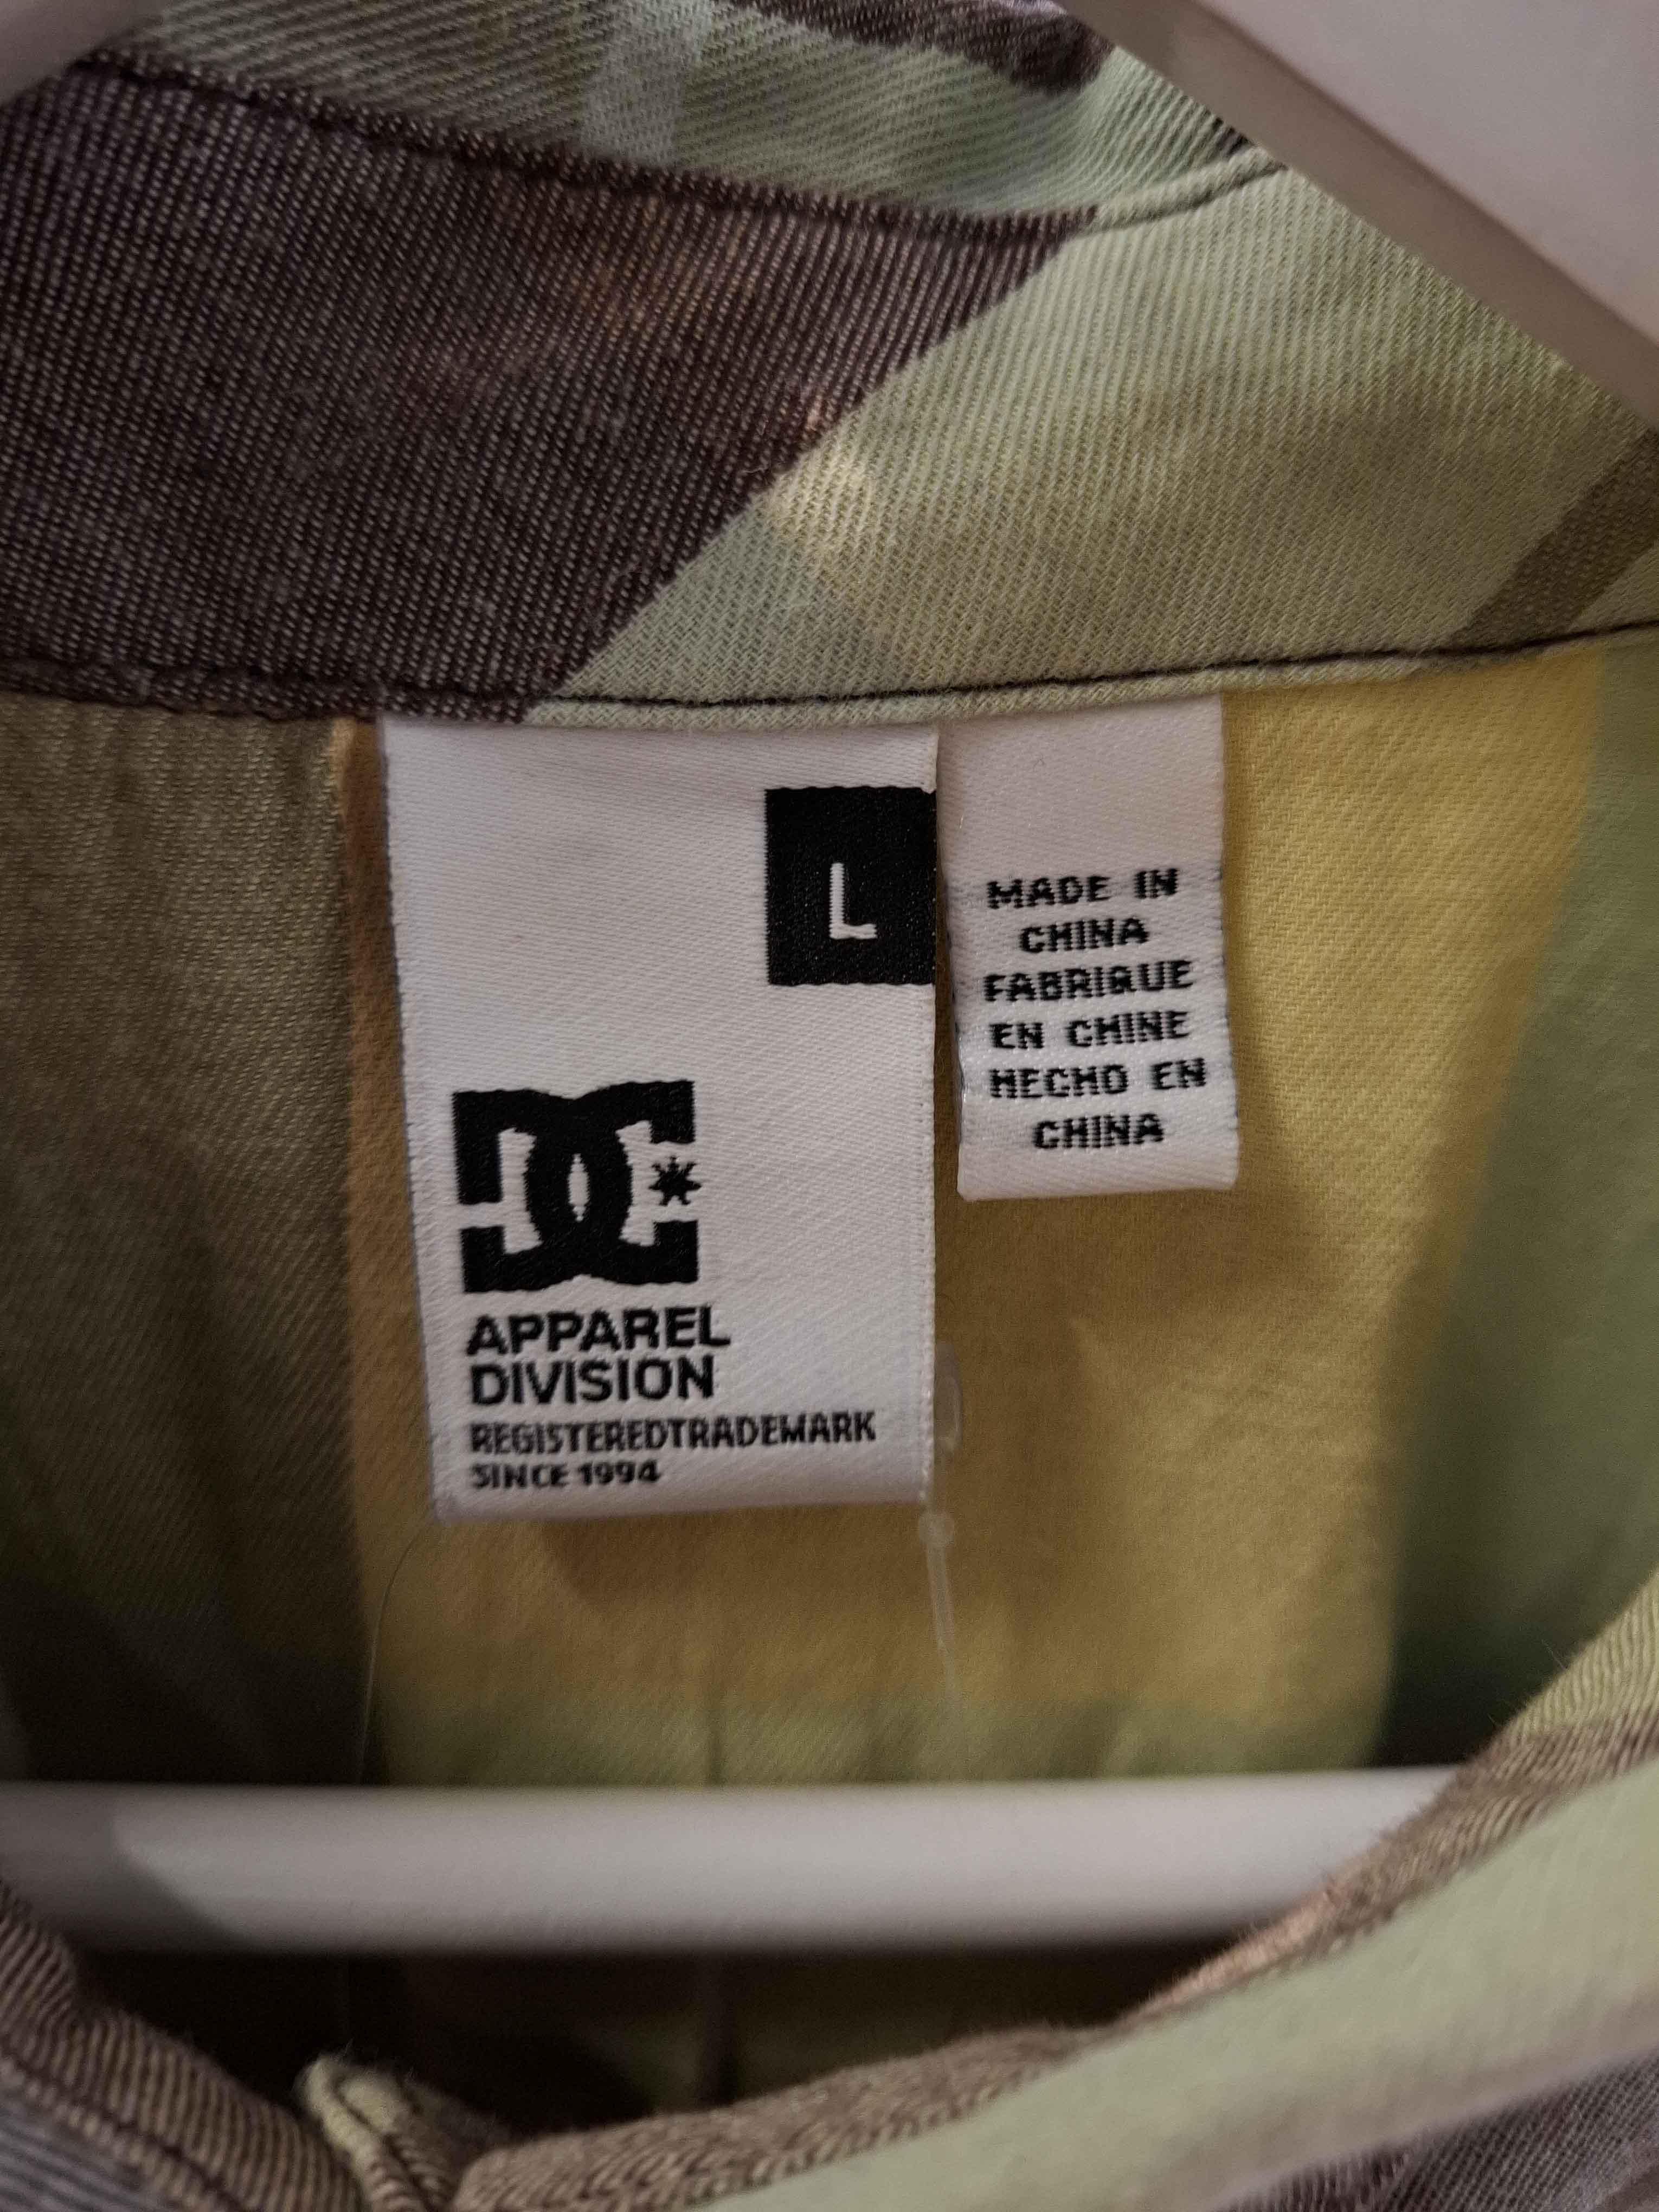 L
DC
APPAREL
DIVISION
REGISTEREDTRADEMARK
SINCE 1994
MADE IN
CHINA
FABRIQUE
EN CHINE
HECHO EN
CHINA